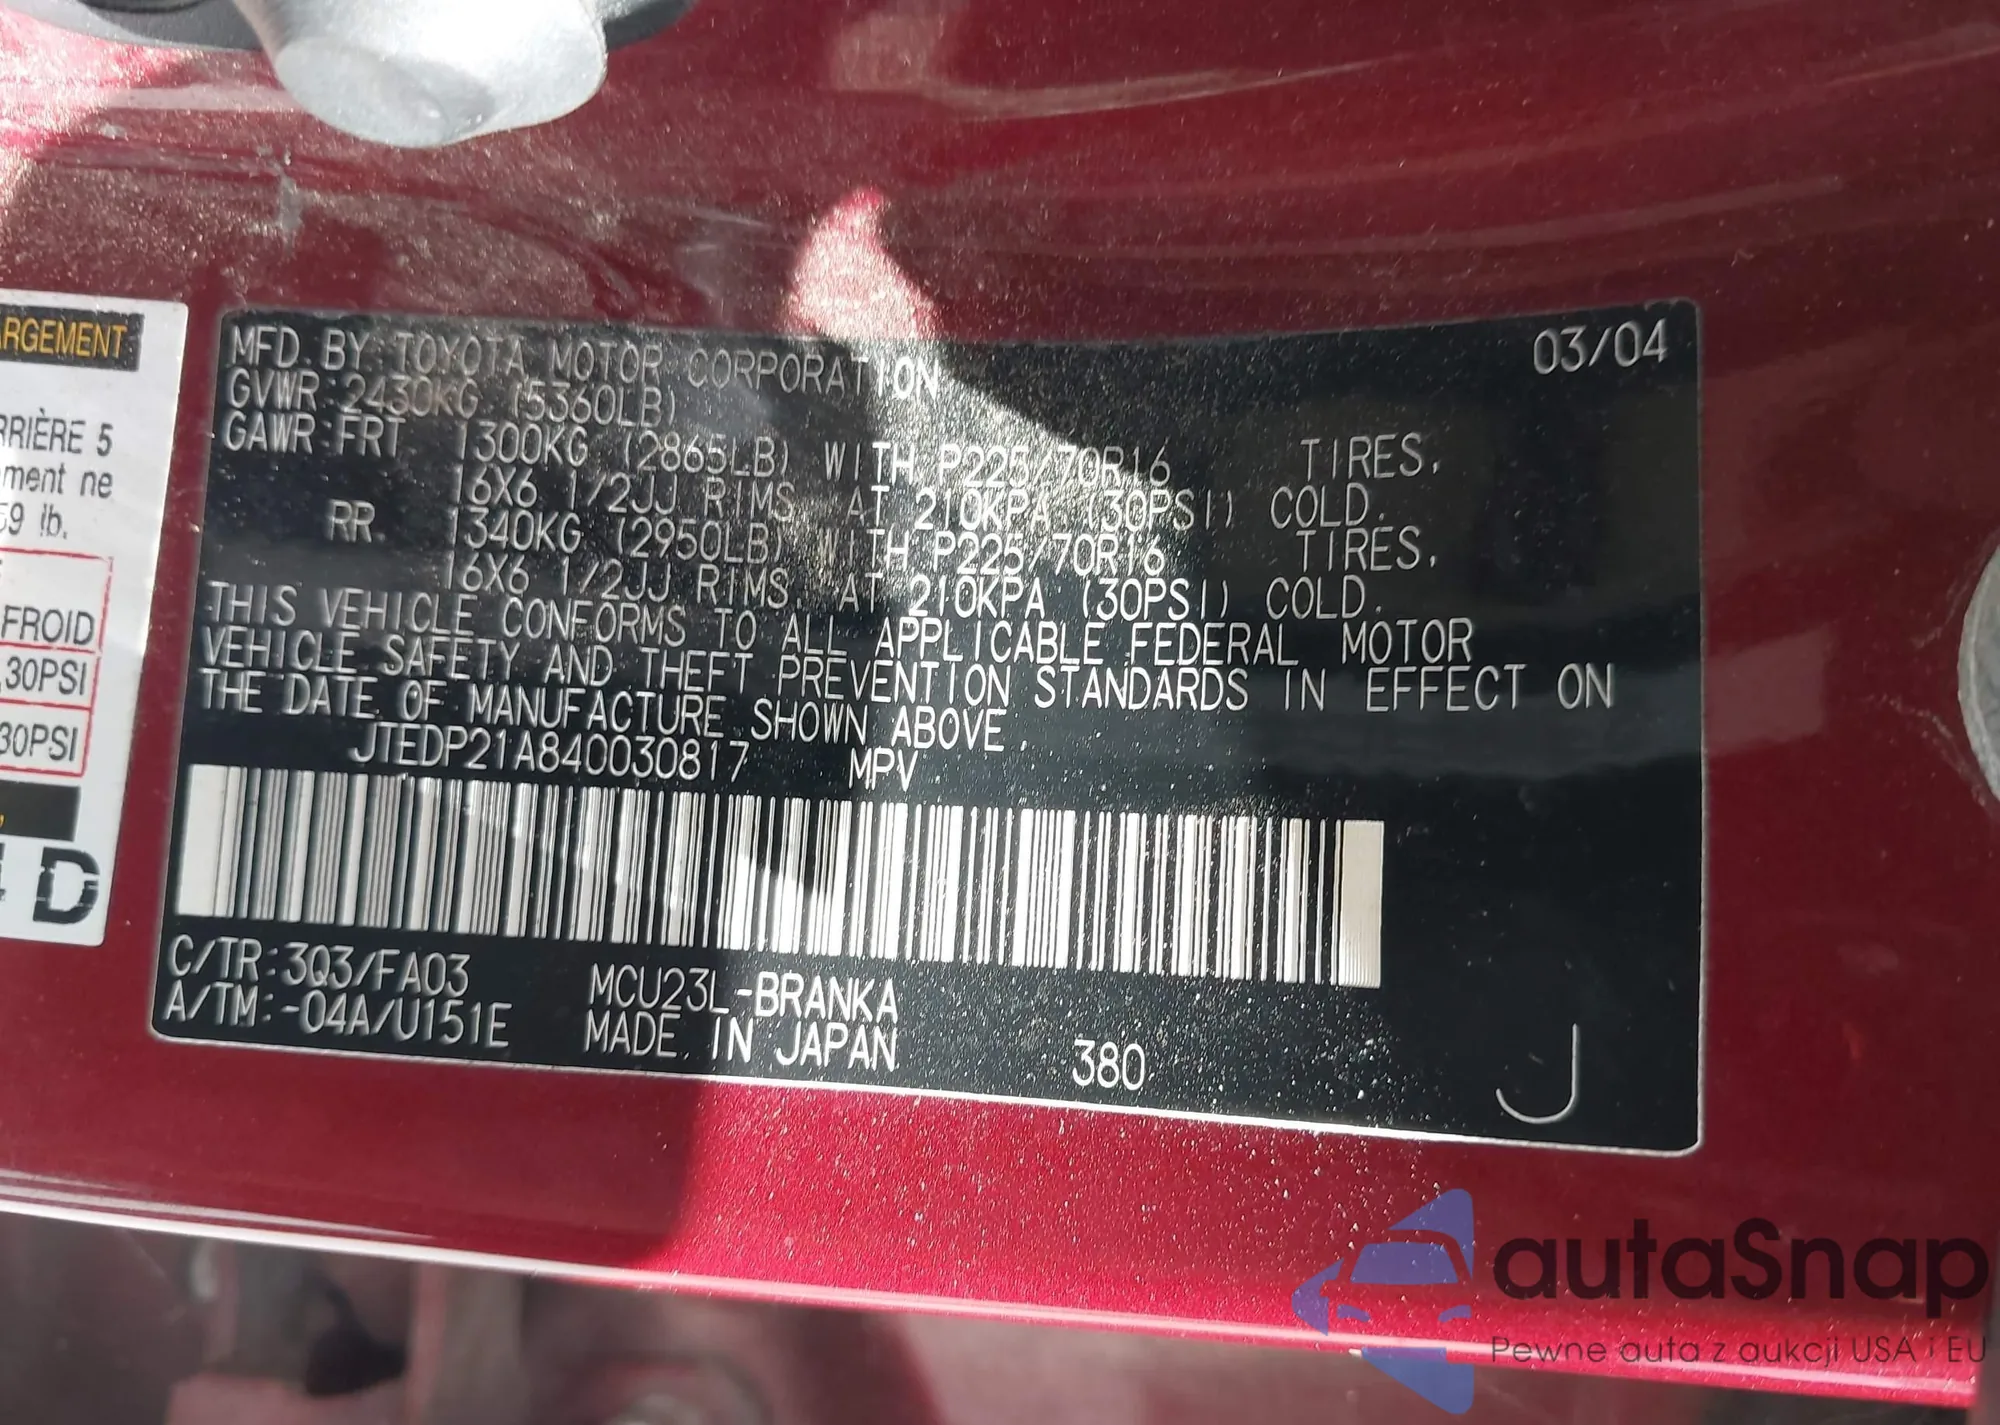 ARGEMENT
RRIÈRE 5
ment ne
59 lb.
FROID
30PSI
30PSI
D
MFD. BY TOYOTA MOTOR CORPORATION 03/04
GVWR:2430KG (5360LB)
GAWR:FRT. 1300KG (2865LB) WITH P225/70R16 TIRES,
16X6 1/2JJ RIMS, AT 210KPA (30PSI) COLD.
RR. 1340KG (2950LB) WITH P225/70R16 TIRES,
16X6 1/2JJ RIMS, AT 210KPA (30PSI) COLD.
THIS VEHICLE CONFORMS TO ALL APPLICABLE FEDERAL MOTOR
VEHICLE SAFETY AND THEFT PREVENTION STANDARDS IN EFFECT ON
THE DATE OF MANUFACTURE SHOWN ABOVE.
JTEDP21A840030817 MPV
C/TR:3Q3/FA03 MCU23L-BRANKA
A/TM:-04A/U151E MADE IN JAPAN 380 J
autaSnap
Pewne auta z aukcji USA i EU